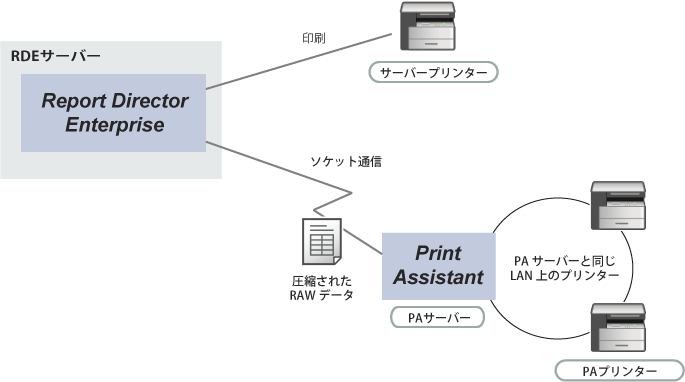 印刷
RDEサーバー
サーバープリンター
Report Director
Enterprise
ソケット通信
圧縮された
RAW データ
Print
Assistant
PA サーバーと同じ
LAN 上のプリンター
PAサーバー
PAプリンター